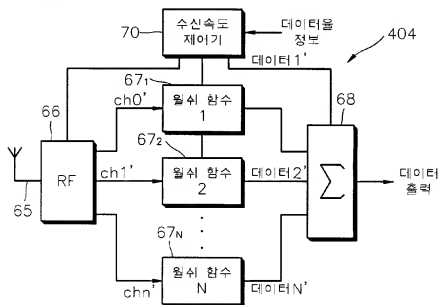 70
수신속도
제어기
데이터율
정보
404
66
67₁
데이터1'
68
ch0'
월쉬 함수
1
67₂
RF
ch1'
월쉬 함수
2
데이터2'
Σ
데이터
출력
65
67N
chn'
월쉬 함수
N
데이터N'